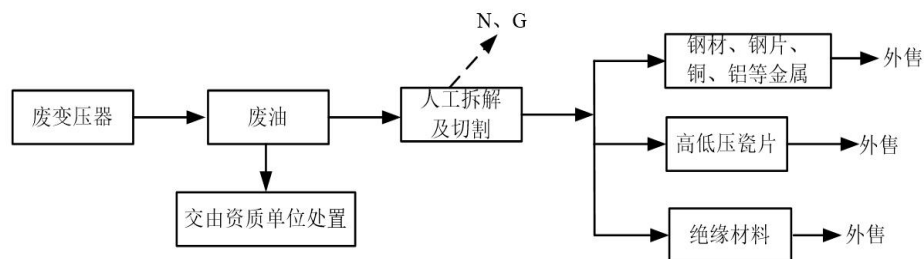 N、G
钢材、钢片、
铜、铝等金属
外售
废变压器
废油
人工拆解
及切割
高低压瓷片
外售
交由资质单位处置
绝缘材料
外售